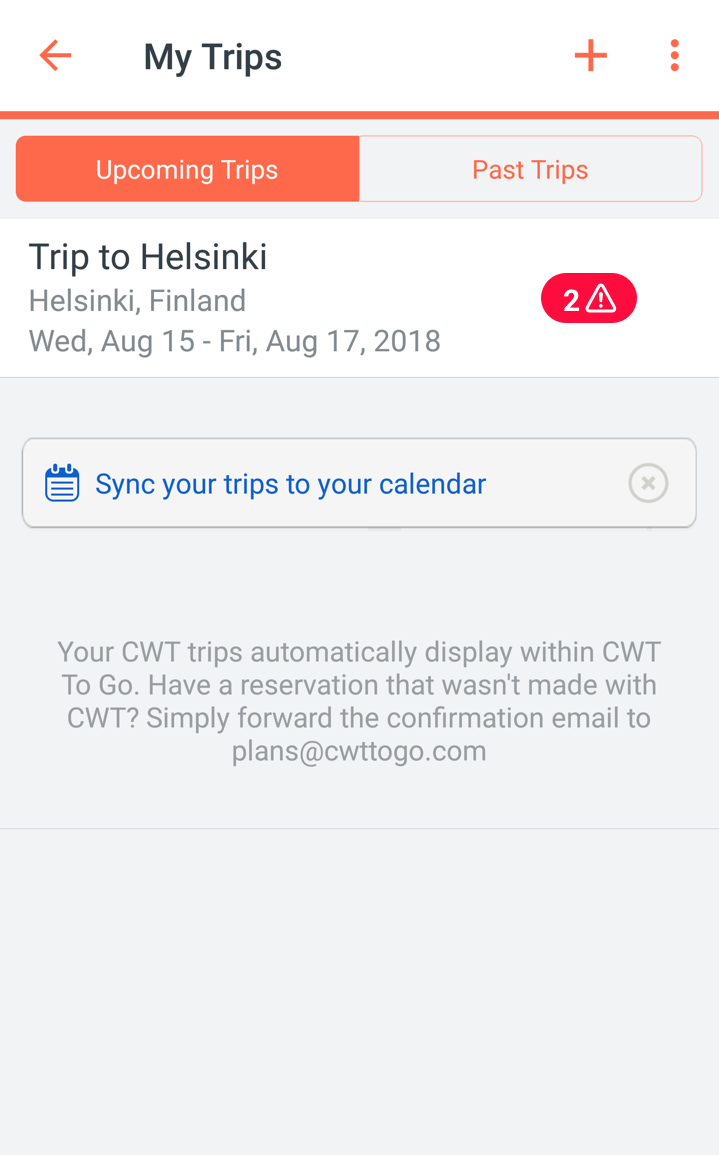 My Trips
Upcoming Trips
Past Trips
Trip to Helsinki
Helsinki, Finland
2
Wed, Aug 15 - Fri, Aug 17, 2018
Sync your trips to your calendar
Your CWT trips automatically display within CWT
To Go. Have a reservation that wasn't made with
CWT? Simply forward the confirmation email to
plans@cwttogo.com